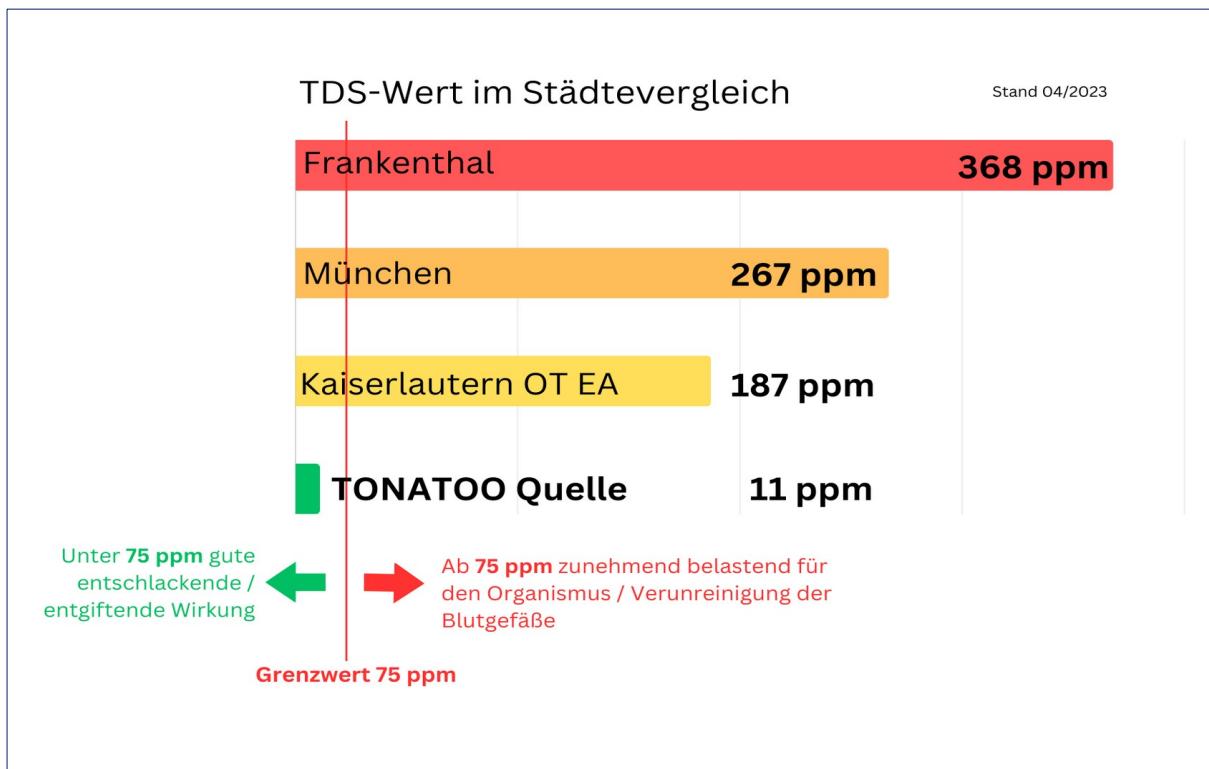 TDS-Wert im Städtevergleich
Stand 04/2023
Frankenthal
368 ppm
München
267 ppm
Kaiserlautern OT EA
187 ppm
TONATOO Quelle
11 ppm
Unter 75 ppm gute
entschlackende /
entgiftende Wirkung
Ab 75 ppm zunehmend belastend für
den Organismus / Verunreinigung der
Blutgefäße
Grenzwert 75 ppm